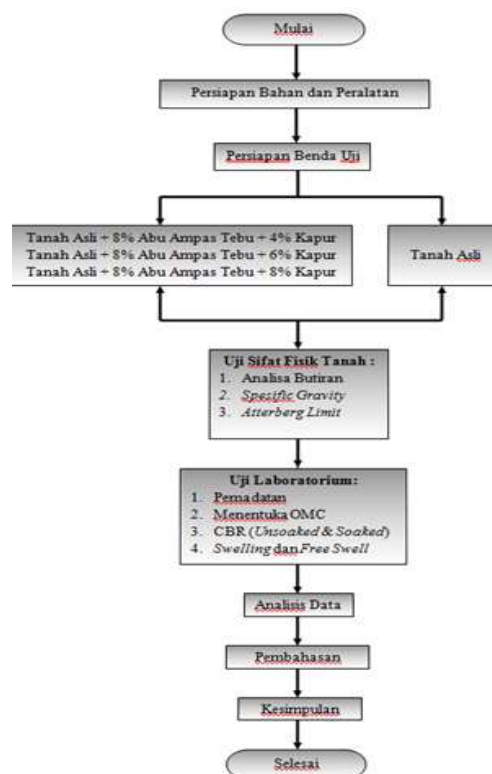 Mulai
Persiapan Bahan dan Peralatan
Persiapan Benda Uji
Tanah Asli + 8% Abu Ampas Tebu + 4% Kapur
Tanah Asli + 8% Abu Ampas Tebu + 6% Kapur
Tanah Asli + 8% Abu Ampas Tebu + 8% Kapur
Tanah Asli
Uji Sifat Fisik Tanah :
1. Analisa Butiran
2. Spesific Gravity
3. Atterberg Limit
Uji Laboratorium:
1. Pemadatan
2. Menentuka OMC
3. CBR (Unsoaked & Soaked)
4. Swelling dan Free Swell
Analisis Data
Pembahasan
Kesimpulan
Selesai